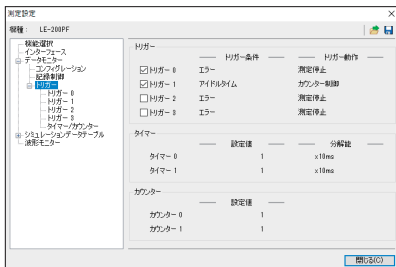 測定設定
機種： LE-200PF
機能選択
インターフェース
データモニター
コンフィグレーション
記録制御
トリガー
トリガー 0
トリガー 1
トリガー 2
トリガー 3
タイマー/カウンター
シミュレーションデータテーブル
波形モニター
トリガー
トリガー条件 トリガー動作
トリガー 0 エラー 測定停止
トリガー 1 アイドルタイム カウンター制御
トリガー 2 エラー 測定停止
トリガー 3 エラー 測定停止
タイマー
設定値 分解能
タイマー 0 1 x10ms
タイマー 1 1 x10ms
カウンター
設定値
カウンター 0 1
カウンター 1 1
閉じる(C)